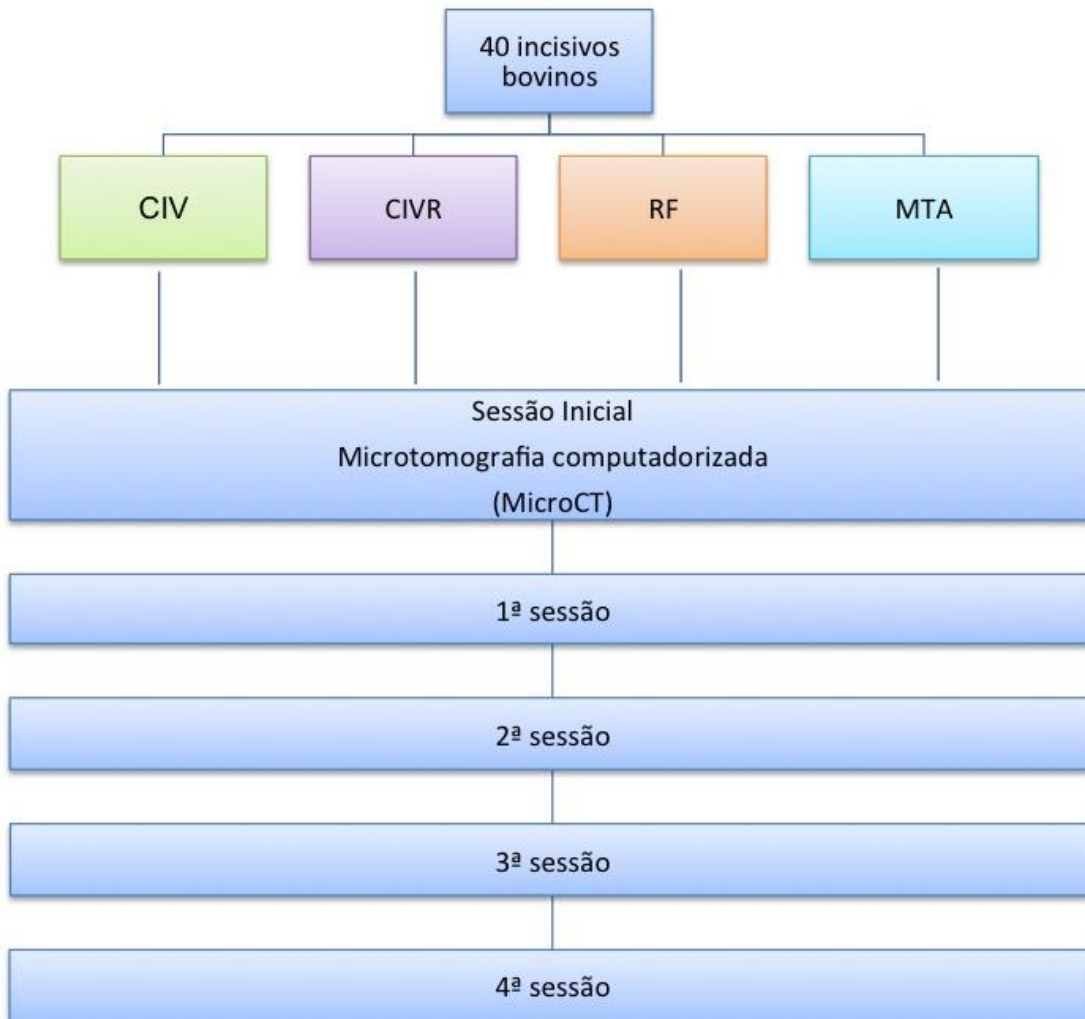 40 incisivos
bovinos
CIV
CIVR
RF
MTA
Sessão Inicial
Microtomografia computadorizada
(MicroCT)
1ª sessão
2ª sessão
3ª sessão
4ª sessão